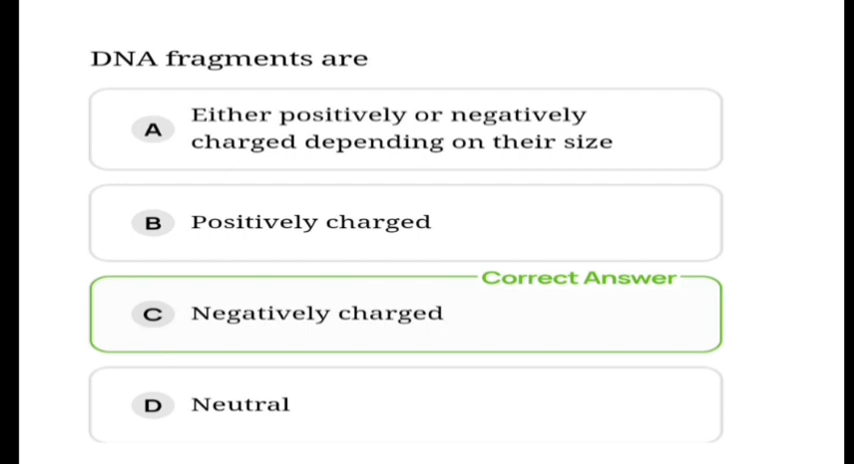 DNA fragments are
A Either positively or negatively
charged depending on their size
B Positively charged
Correct Answer
C Negatively charged
D Neutral